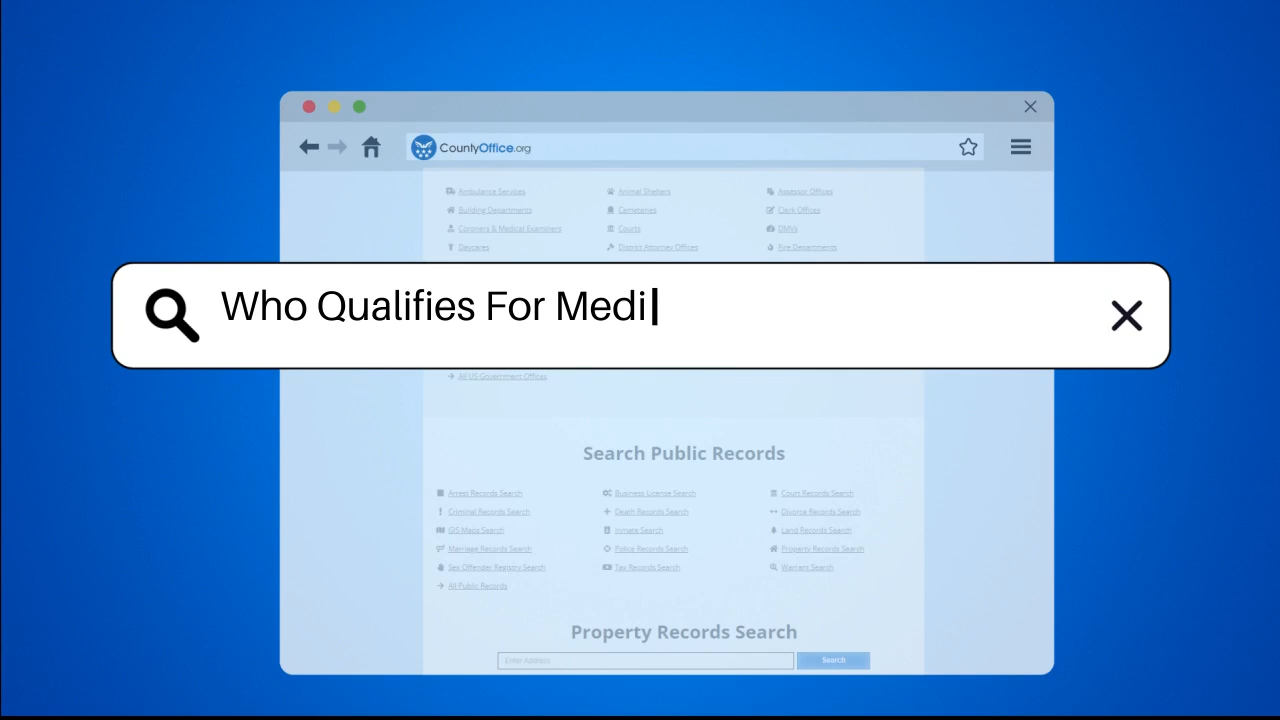 CountyOffice.org
Ambulance Services Animal Shelters Assessor Offices
Building Departments Cemeteries Clerk Offices
Coroners & Medical Examiners Courts DMVs
Daycares District Attorney Offices Fire Departments
Who Qualifies For Medi
All US Government Offices
Search Public Records
Arrest Records Search Business License Search Court Records Search
Criminal Records Search Death Records Search Divorce Records Search
GIS Maps Search Inmate Search Land Records Search
Marriage Records Search Police Records Search Property Records Search
Sex Offender Registry Search Tax Records Search Warrant Search
All Public Records
Property Records Search
Enter Address Search